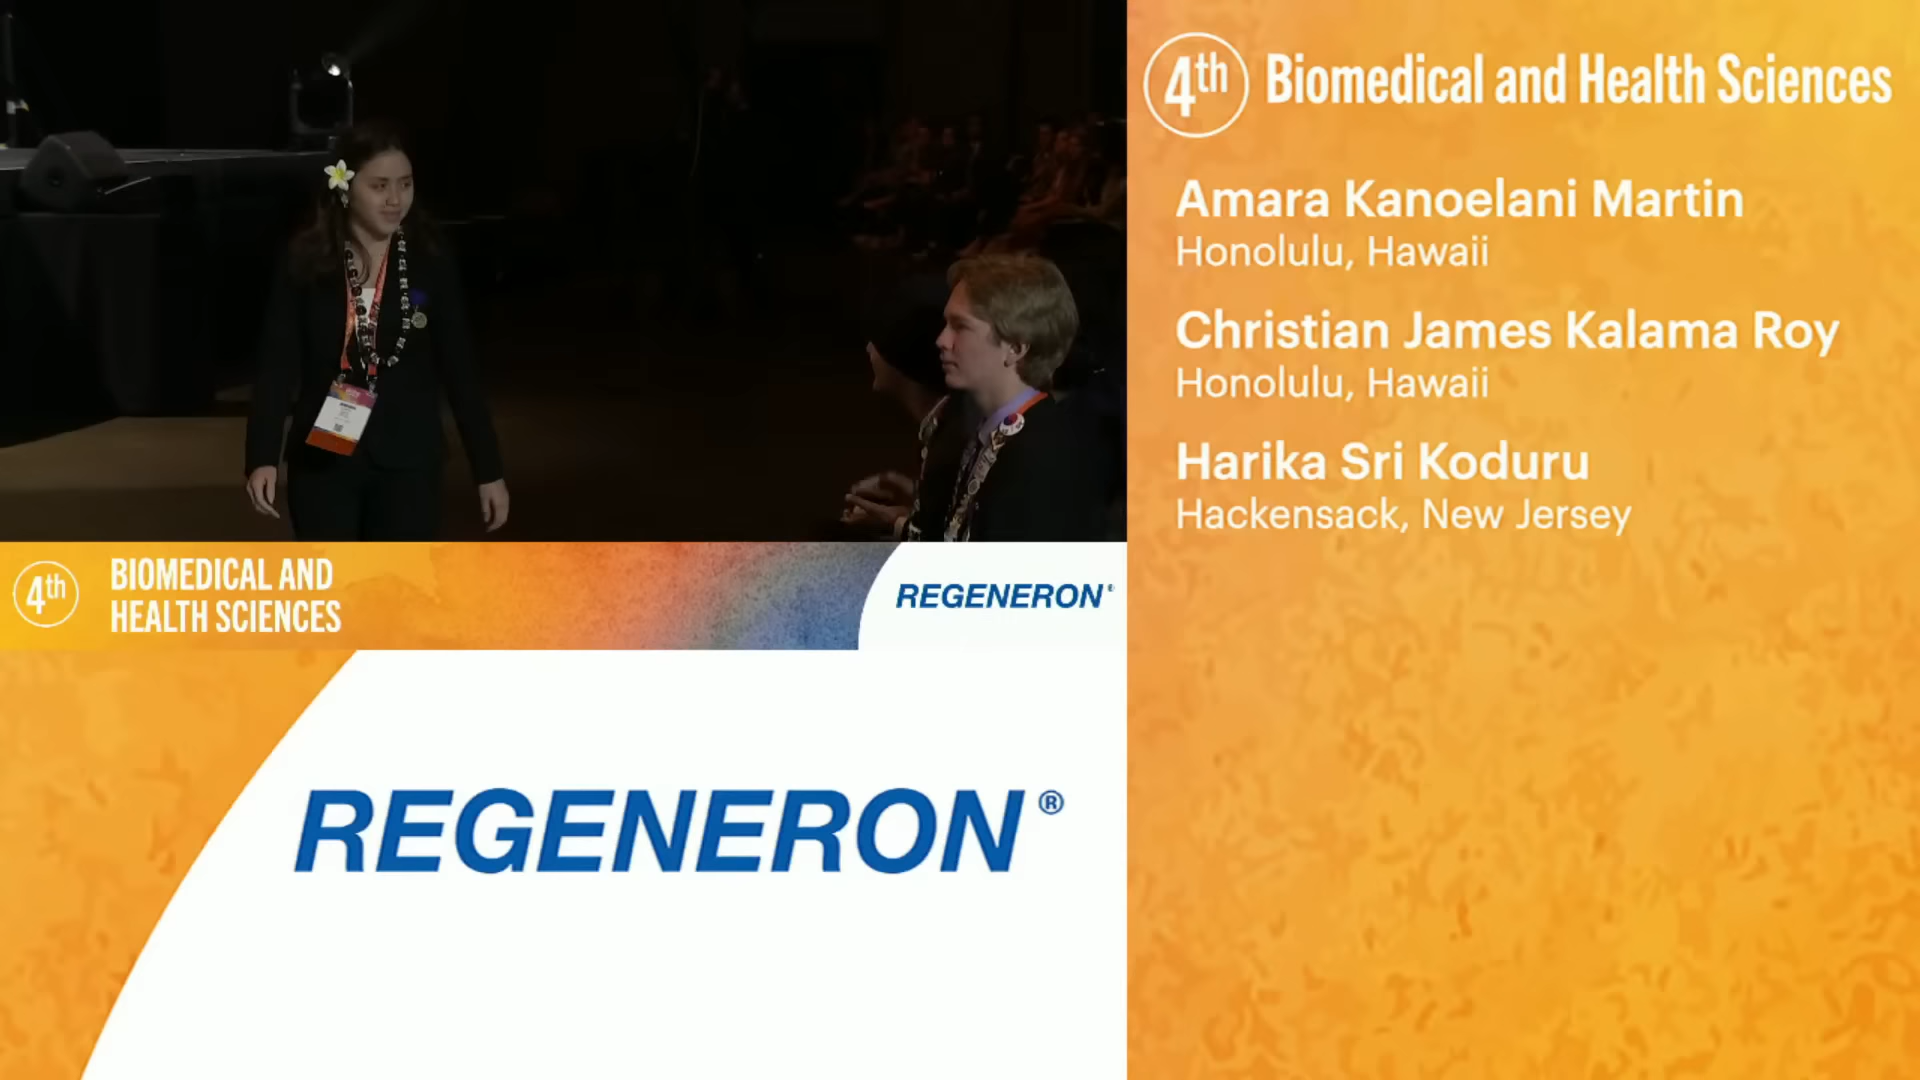 4th Biomedical and Health Sciences
Amara Kanoelani Martin
Honolulu, Hawaii
Christian James Kalama Roy
Honolulu, Hawaii
Harika Sri Koduru
Hackensack, New Jersey
4th
BIOMEDICAL AND
HEALTH SCIENCES
REGENERON®
REGENERON®